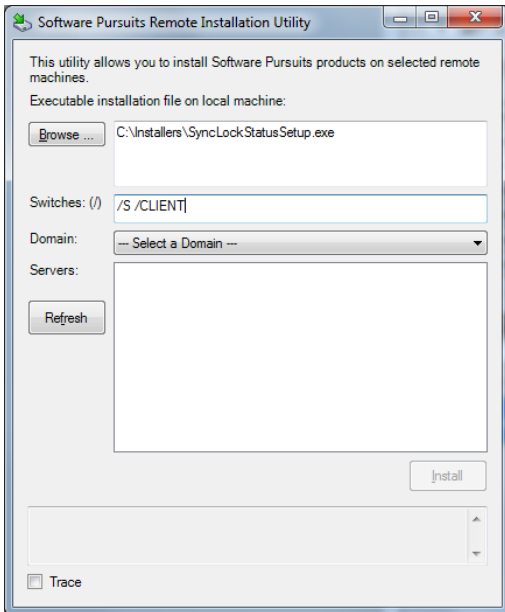 Software Pursuits Remote Installation Utility
This utility allows you to install Software Pursuits products on selected remote
machines.
Executable installation file on local machine:
Browse ... C:\Installers\SyncLockStatusSetup.exe
Switches: (/) /S /CLIENT
Domain: --- Select a Domain ---
Servers:
Refresh
Install
Trace